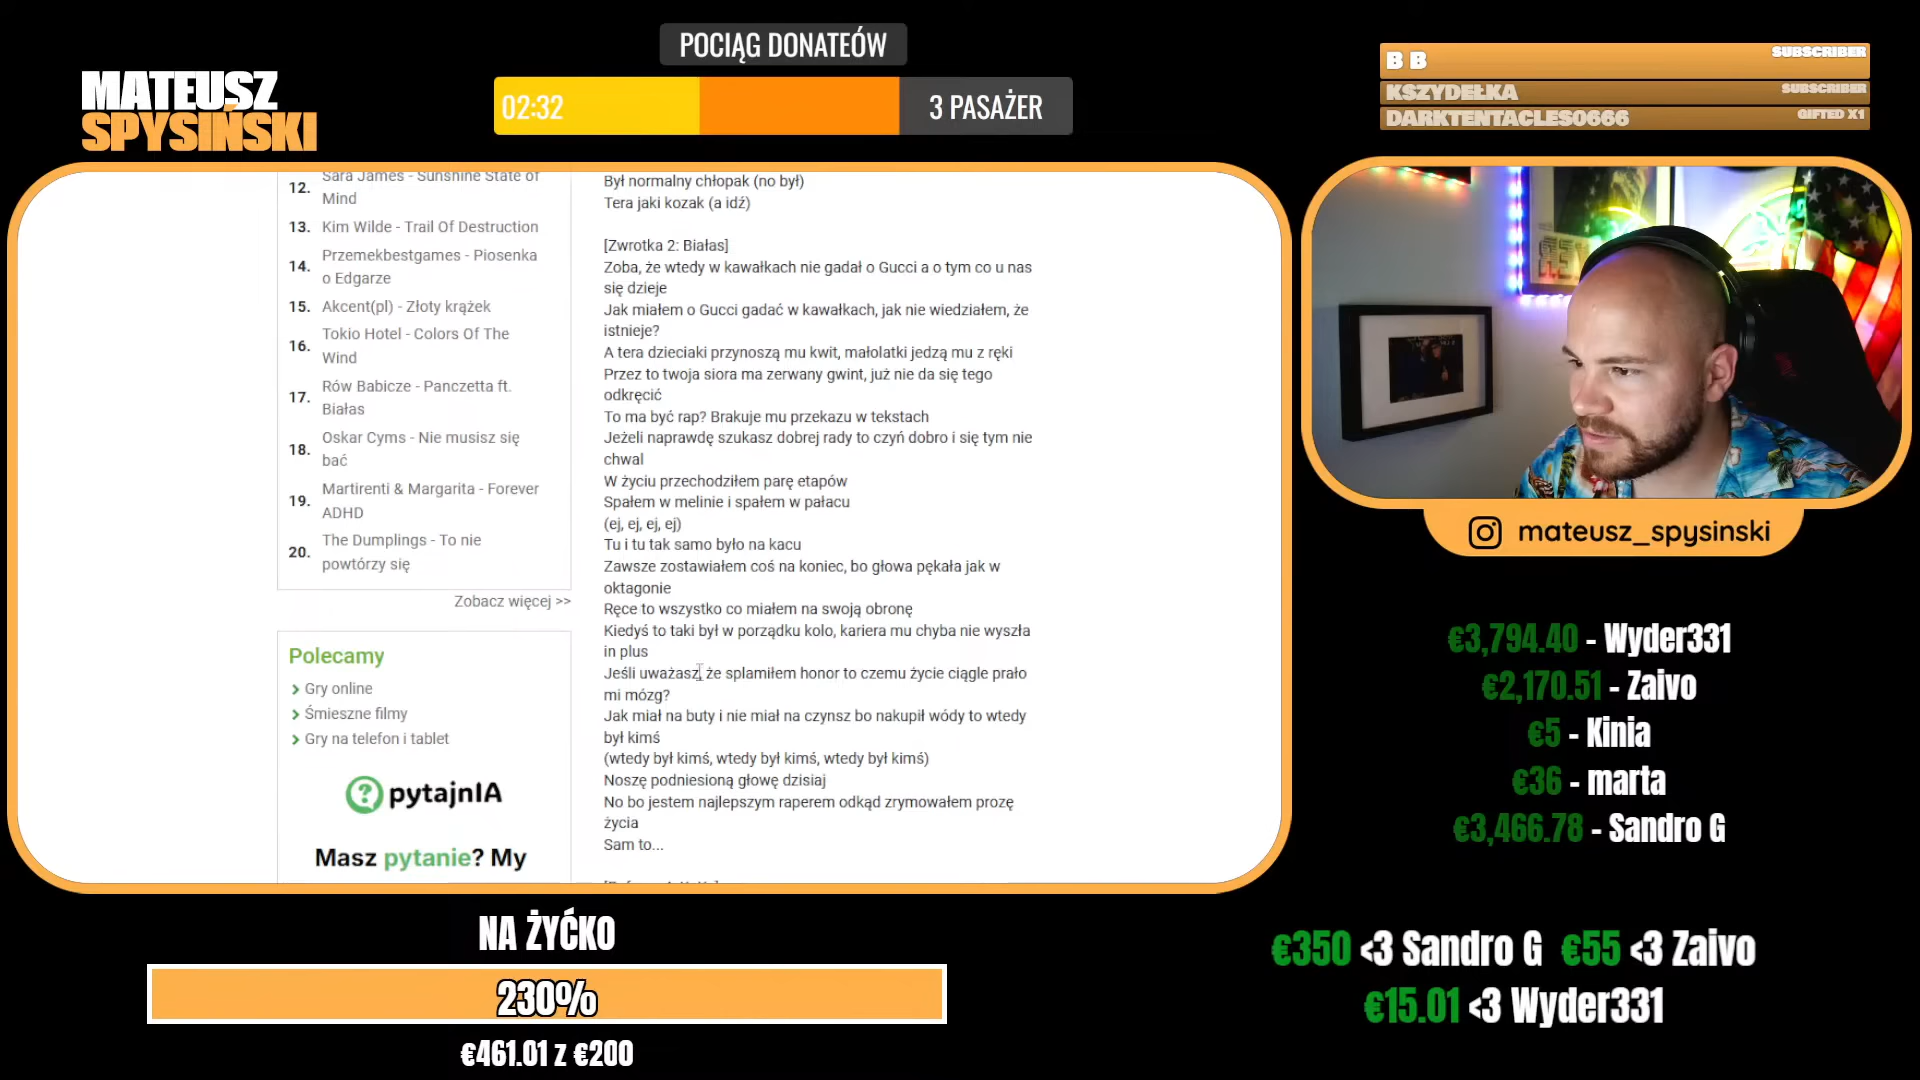 MATEUSZ
SPYSIŃSKI
POCIĄG DONATEÓW
02:32
3 PASAŻER
B B SUBSCRIBER
KSZYDEŁKA SUBSCRIBER
DARKTENTACLES0666 GIFTED X1
12. Sara James - Sunshine State of
Mind
13. Kim Wilde - Trail Of Destruction
14. Przemekbestgames - Piosenka
o Edgarze
15. Akcent(pl) - Złoty krążek
16. Tokio Hotel - Colors Of The
Wind
17. Rów Babicze - Panczetta ft.
Białas
18. Oskar Cyms - Nie musisz się
bać
19. Martirenti & Margarita - Forever
ADHD
20. The Dumplings - To nie
powtórzy się
Zobacz więcej >>
Polecamy
Gry online
Śmieszne filmy
Gry na telefon i tablet
pytajnIA
Masz pytanie? My
Był normalny chłopak (no był)
Tera jaki kozak (a idź)
[Zwrotka 2: Białas]
Zoba, że wtedy w kawałkach nie gadał o Gucci a o tym co u nas
się dzieje
Jak miałem o Gucci gadać w kawałkach, jak nie wiedziałem, że
istnieje?
A tera dzieciaki przynoszą mu kwit, małolatki jedzą mu z ręki
Przez to twoja siora ma zerwany gwint, już nie da się tego
odkręcić
To ma być rap? Brakuje mu przekazu w tekstach
Jeżeli naprawdę szukasz dobrej rady to czyń dobro i się tym nie
chwal
W życiu przechodziłem parę etapów
Spałem w melinie i spałem w pałacu
(ej, ej, ej, ej)
Tu i tu tak samo było na kacu
Zawsze zostawiałem coś na koniec, bo głowa pękała jak w
oktagonie
Ręce to wszystko co miałem na swoją obronę
Kiedyś to taki był w porządku kolo, kariera mu chyba nie wyszła
in plus
Jeśli uważasz, że splamiłem honor to czemu życie ciągle prało
mi mózg?
Jak miał na buty i nie miał na czynsz bo nakupił wódy to wtedy
był kimś
(wtedy był kimś, wtedy był kimś, wtedy był kimś)
Noszę podniesioną głowę dzisiaj
No bo jestem najlepszym raperem odkąd zrymowałem prozę
życia
Sam to...
mateusz_spysinski
€3,794.40 - Wyder331
€2,170.51 - Zaivo
€5 - Kinia
€36 - marta
€3,466.78 - Sandro G
NA ŻYĆKO
230%
€461.01 z €200
€350 <3 Sandro G €55 <3 Zaivo
€15.01 <3 Wyder331